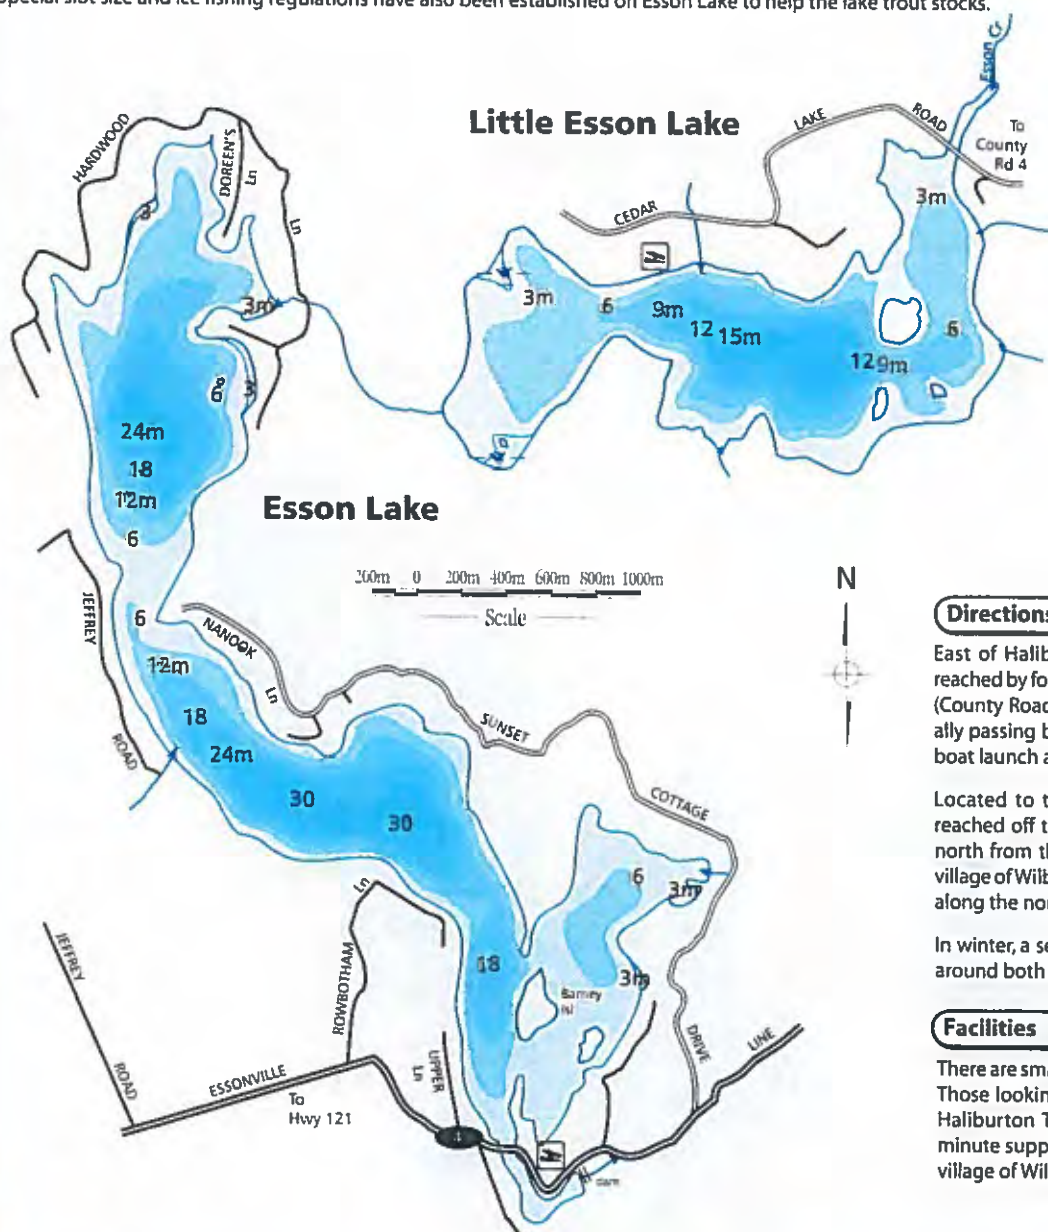 Special slot size and ice fishing regulations have also been established on Esson Lake to help the lake trout stocks.
Esson Cr
Little Esson Lake
LAKE
ROAD
To
County
Rd 4
HARDWOOD
DOREEN'S
Ln
Ln
3
3m
CEDAR
3m
3m
6
9m
12
15m
6
12
9m
6
3
24m
18
12m
6
Esson Lake
200m 0 200m 400m 600m 800m 1000m
Scale
N
JEFFREY
ROAD
6
NANOOK
Ln
12m
18
24m
30
30
SUNSET
COTTAGE
DRIVE
6
3m
3m
18
Barney
Isl
ROWBOTHAM
Ln
JEFFREY
ROAD
ESSONVILLE
LINE
To
Hwy 121
UPPER
Ln
dam
Directions
East of Halib
reached by fo
(County Road
ally passing b
boat launch a
Located to t
reached off t
north from th
village of Wilb
along the nor
In winter, a se
around both
Facilities
There are sma
Those lookin
Haliburton T
minute supp
village of Wil